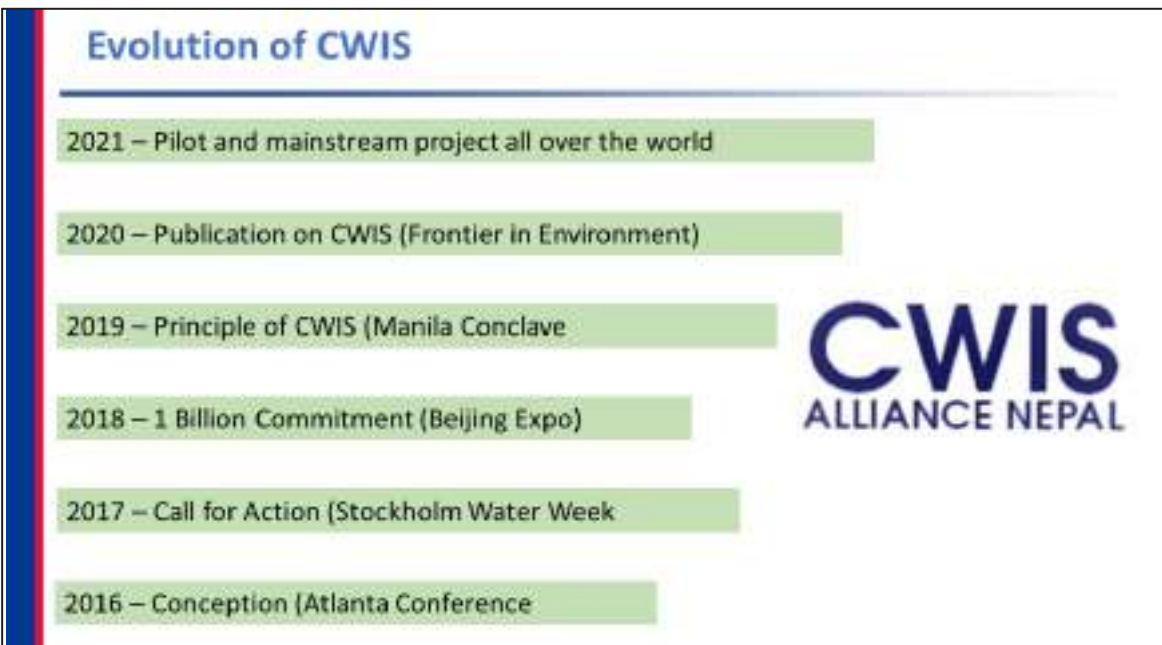 Evolution of CWIS
2021 – Pilot and mainstream project all over the world
2020 – Publication on CWIS (Frontier in Environment)
2019 – Principle of CWIS (Manila Conclave
2018 – 1 Billion Commitment (Beijing Expo)
2017 – Call for Action (Stockholm Water Week
2016 – Conception (Atlanta Conference
CWIS
ALLIANCE NEPAL